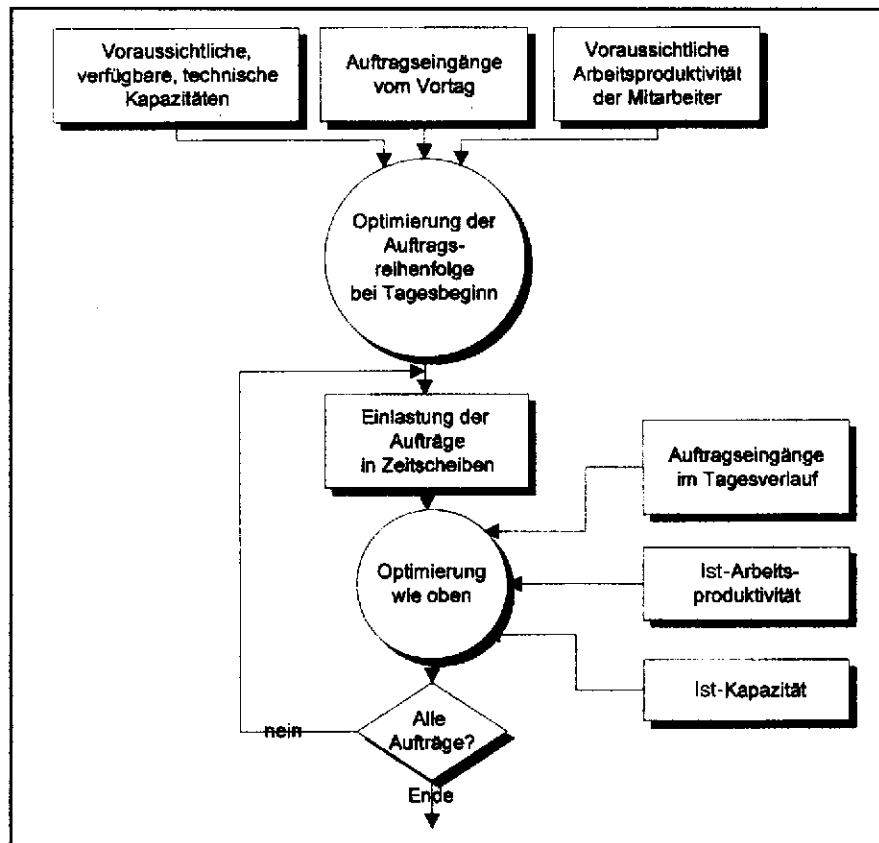 Voraussichtliche,
verfügbare, technische
Kapazitäten
Auftragseingänge
vom Vortag
Voraussichtliche
Arbeitsproduktivität
der Mitarbeiter
Optimierung der
Auftrags-
reihenfolge
bei Tagesbeginn
Einlastung der
Aufträge
in Zeitscheiben
Auftragseingänge
im Tagesverlauf
Optimierung
wie oben
Ist-Arbeits-
produktivität
Ist-Kapazität
Alle
Aufträge?
nein
Ende